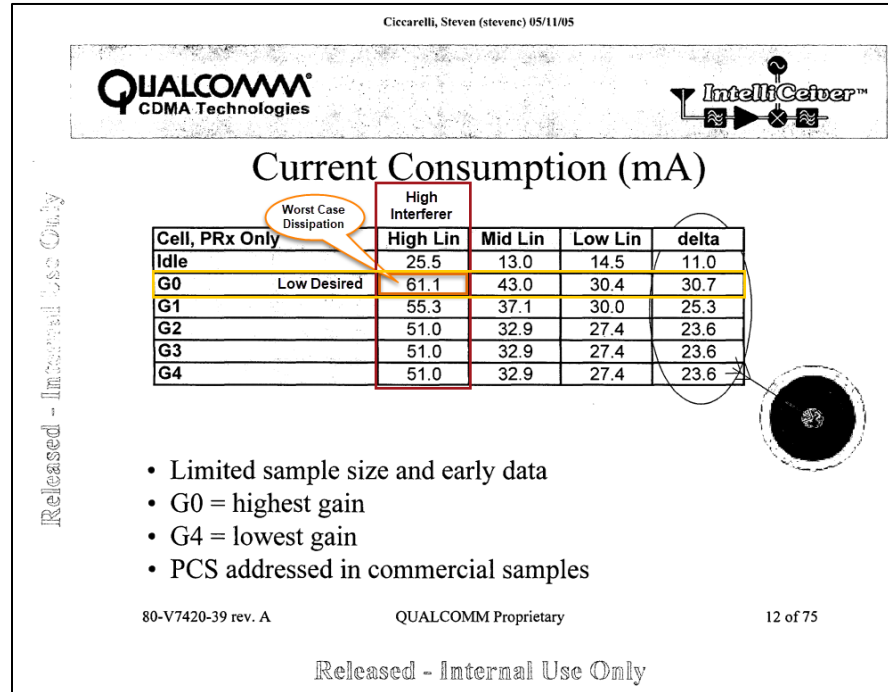 Ciccarelli, Steven (stevenc) 05/11/05
QUALCOMM
CDMA Technologies
IntelliCeiver™
Current Consumption (mA)
Worst Case
Dissipation
High
Interferer
Cell, PRx Only High Lin Mid Lin Low Lin delta
Idle 25.5 13.0 14.5 11.0
G0 Low Desired 61.1 43.0 30.4 30.7
G1 55.3 37.1 30.0 25.3
G2 51.0 32.9 27.4 23.6
G3 51.0 32.9 27.4 23.6
G4 51.0 32.9 27.4 23.6
Released - Internal Use Only
• Limited sample size and early data
• G0 = highest gain
• G4 = lowest gain
• PCS addressed in commercial samples
80-V7420-39 rev. A QUALCOMM Proprietary 12 of 75
Released - Internal Use Only